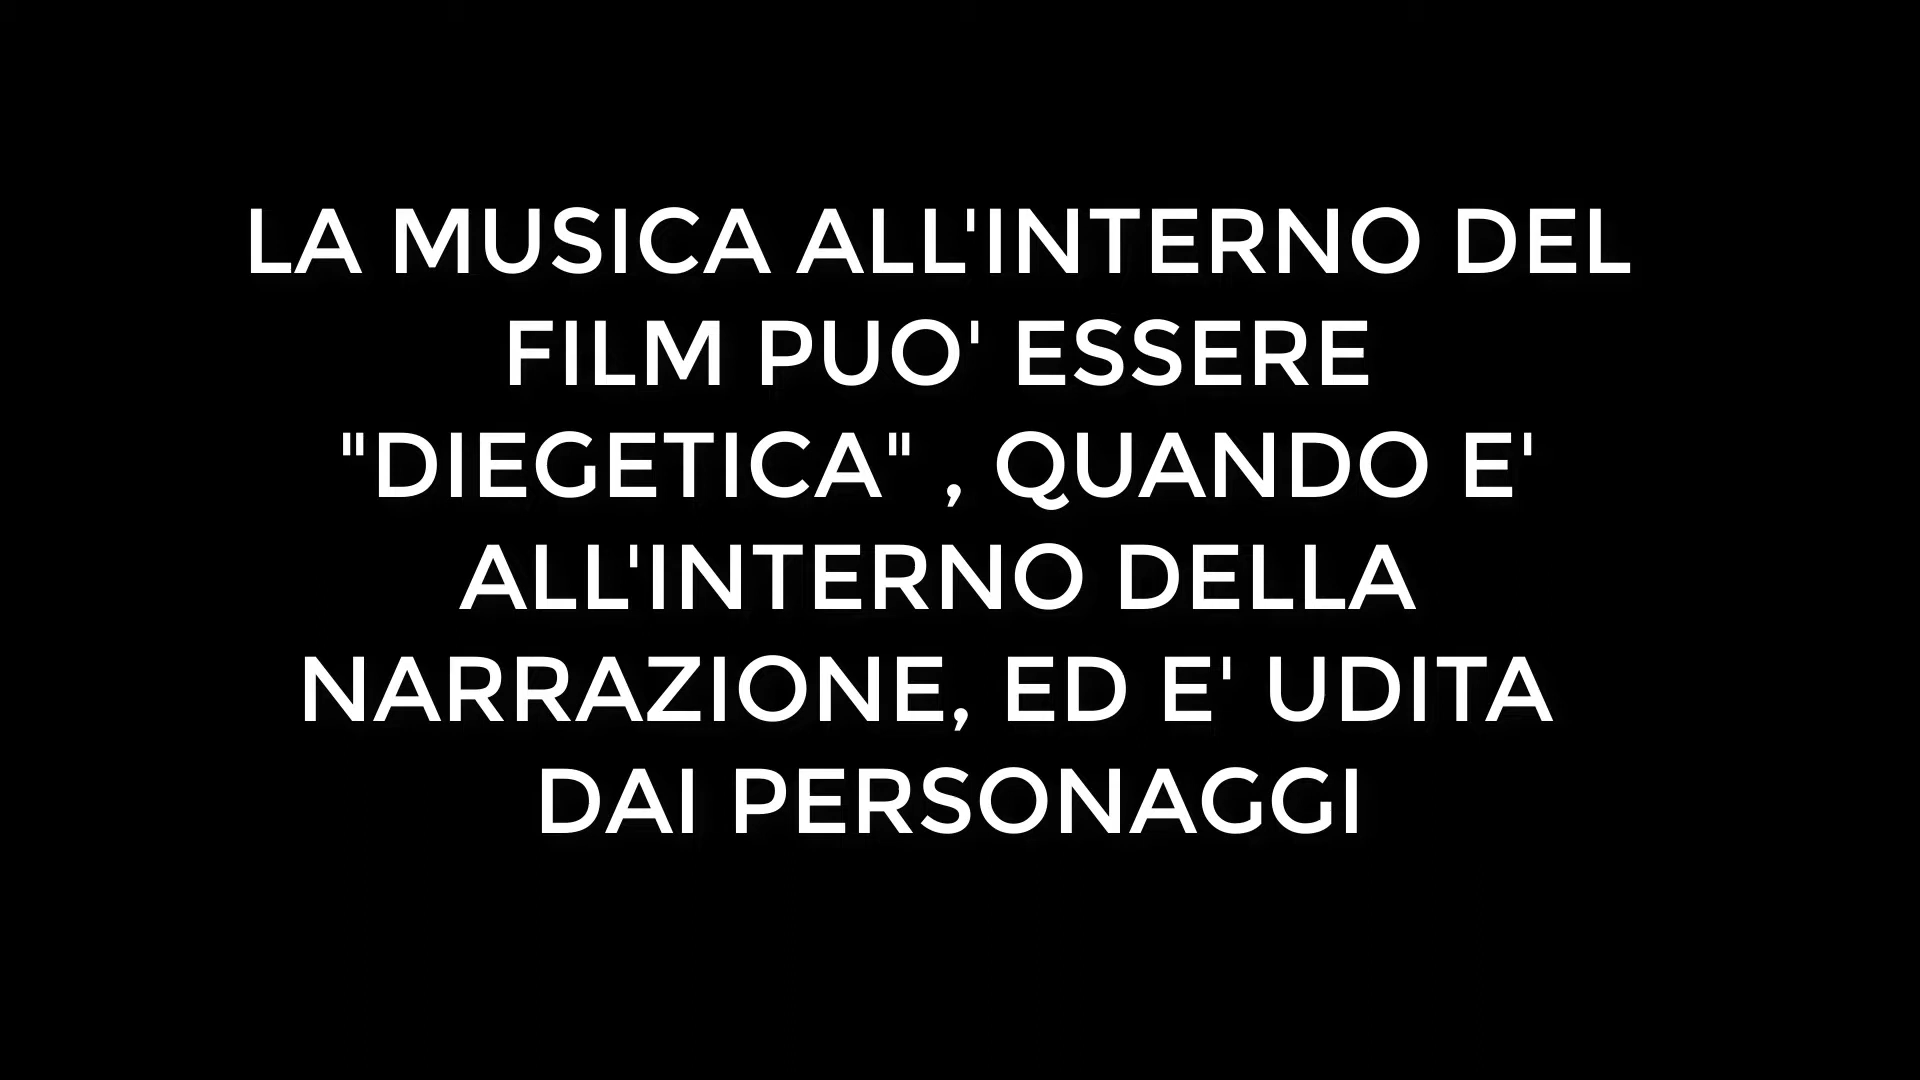 LA MUSICA ALL'INTERNO DEL
FILM PUO' ESSERE
"DIEGETICA" , QUANDO E'
ALL'INTERNO DELLA
NARRAZIONE, ED E' UDITA
DAI PERSONAGGI